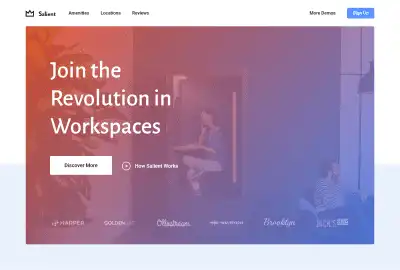 Salient
Amenities
Locations
Reviews
More Demos
Sign Up
Join the
Revolution in
Workspaces
Discover More
How Salient Works
HARPER
GOLDEN
Brooklyn